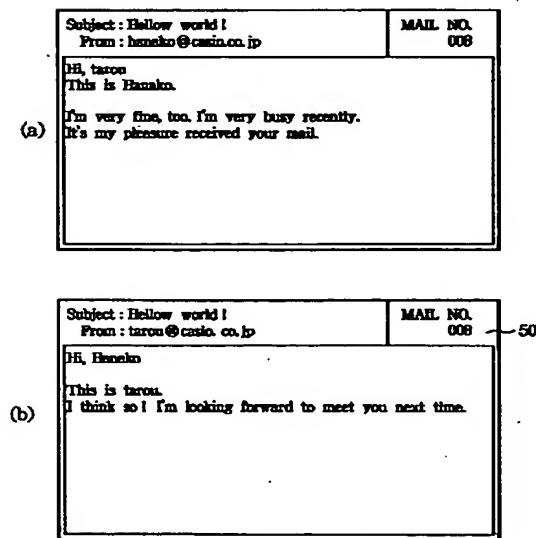 Subject : Hellow world !
From : hanako@casio.co.jp
MAIL NO.
008
Hi, tarou
This is Hanako.
I'm very fine, too. I'm very busy recently.
It's my pleasure received your mail.
(a)
Subject : Hellow world !
From : tarou@casio.co.jp
MAIL NO.
008
50
Hi, Hanako
This is tarou.
I think so ! I'm looking forward to meet you next time.
(b)